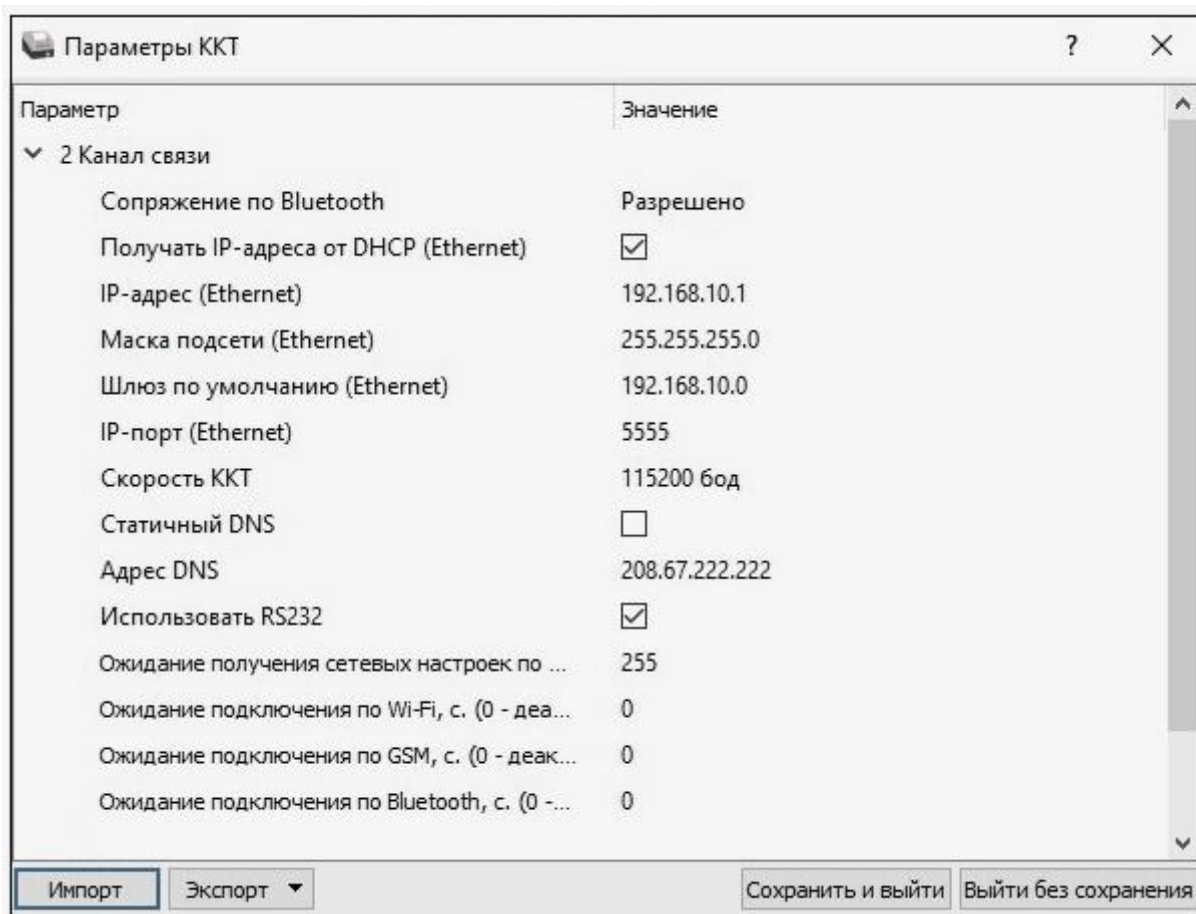 Параметры ККТ
Параметр Значение
2 Канал связи
Сопряжение по Bluetooth Разрешено
Получать IP-адреса от DHCP (Ethernet)
IP-адрес (Ethernet) 192.168.10.1
Маска подсети (Ethernet) 255.255.255.0
Шлюз по умолчанию (Ethernet) 192.168.10.0
IP-порт (Ethernet) 5555
Скорость ККТ 115200 бод
Статичный DNS
Адрес DNS 208.67.222.222
Использовать RS232
Ожидание получения сетевых настроек по ... 255
Ожидание подключения по Wi-Fi, с. (0 - деа... 0
Ожидание подключения по GSM, с. (0 - деак... 0
Ожидание подключения по Bluetooth, с. (0 -... 0
Импорт Экспорт Сохранить и выйти Выйти без сохранения